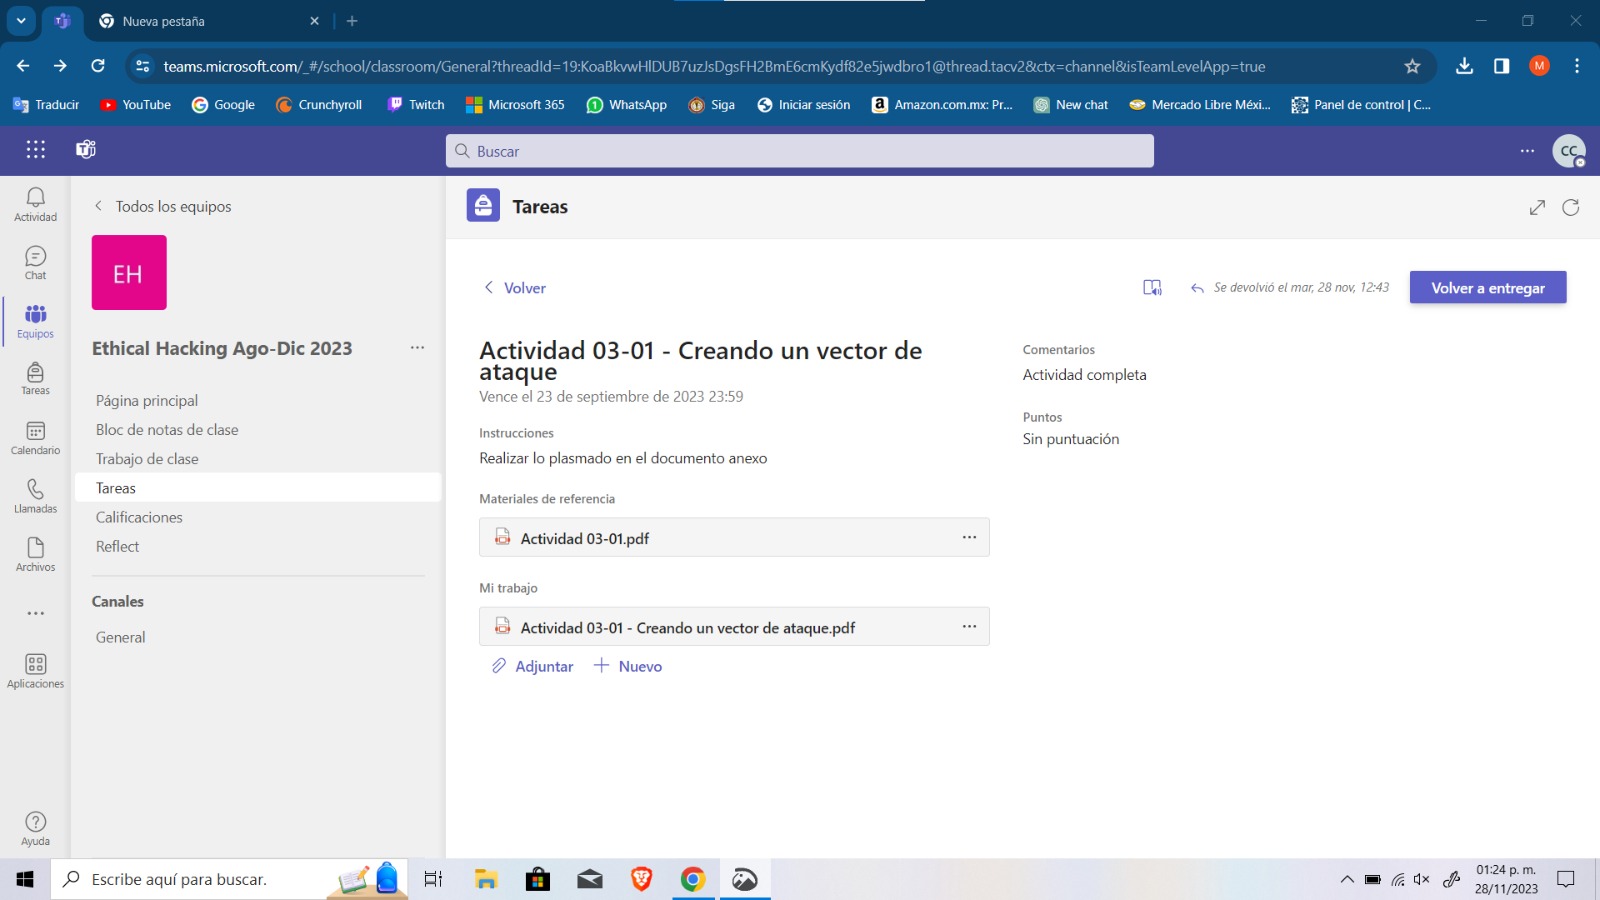 Nueva pestaña
teams.microsoft.com/_#/school/classroom/General?threadId=19:KoaBkvwHlDUB7uzJsDgsFH2BmE6cmKydf82e5jwdbro1@thread.tacv2&ctx=channel&isTeamLevelApp=true
M
Traducir YouTube Google Crunchyroll Twitch Microsoft 365 WhatsApp Siga Iniciar sesión Amazon.com.mx: Pr... New chat Mercado Libre Méxi... Panel de control | C...
Buscar
CC
Actividad
Chat
Equipos
Tareas
Calendario
Llamadas
Archivos
Aplicaciones
Ayuda
Todos los equipos
EH
Ethical Hacking Ago-Dic 2023
Página principal
Bloc de notas de clase
Trabajo de clase
Tareas
Calificaciones
Reflect
Canales
General
Tareas
Volver
Se devolvió el mar, 28 nov, 12:43
Volver a entregar
Actividad 03-01 - Creando un vector de
ataque
Vence el 23 de septiembre de 2023 23:59
Instrucciones
Realizar lo plasmado en el documento anexo
Materiales de referencia
Actividad 03-01.pdf
Mi trabajo
Actividad 03-01 - Creando un vector de ataque.pdf
Adjuntar
Nuevo
Comentarios
Actividad completa
Puntos
Sin puntuación
Escribe aquí para buscar.
01:24 p. m.
28/11/2023